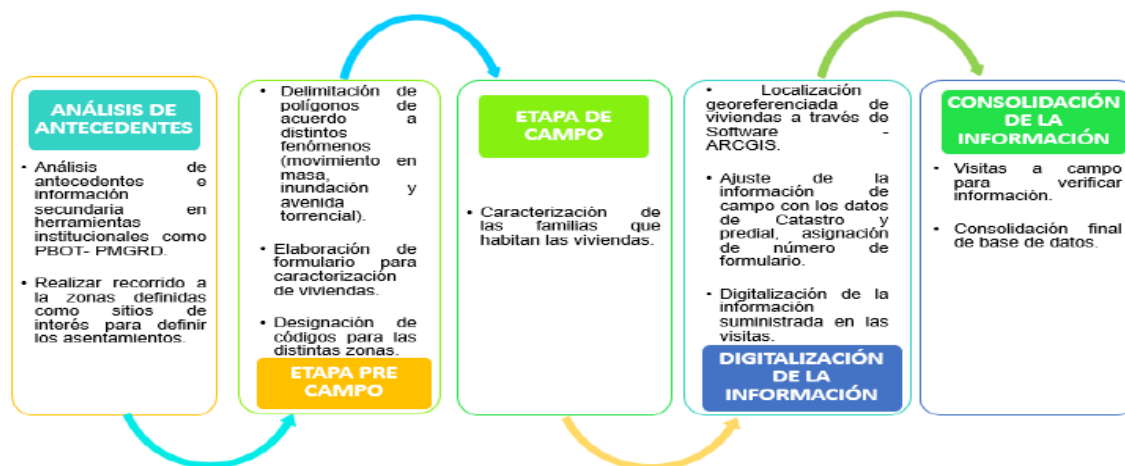 ANÁLISIS DE
ANTECEDENTES
• Análisis de
antecedentes e
información
secundaria en
herramientas
institucionales como
PBOT- PMGRD.
• Realizar recorrido a
la zonas definidas
como sitios de
interés para definir
los asentamientos.
• Delimitación de
polígonos de
acuerdo a
distintos
fenómenos
(movimiento en
masa,
inundación y
avenida
torrencial).
• Elaboración de
formulario para
caracterización
de viviendas.
• Designación de
códigos para las
distintas zonas.
ETAPA PRE
CAMPO
ETAPA DE
CAMPO
• Caracterización de
las familias que
habitan las viviendas.
• Localización
georeferenciada de
viviendas a través de
Software -
ARCGIS.
• Ajuste de la
información de
campo con los datos
de Catastro y
predial, asignación
de número de
formulario.
• Digitalización de la
información
suministrada en las
visitas.
DIGITALIZACIÓN
DE LA
INFORMACIÓN
CONSOLIDACIÓN
DE LA
INFORMACIÓN
• Visitas a campo
para verificar
información.
• Consolidación final
de base de datos.